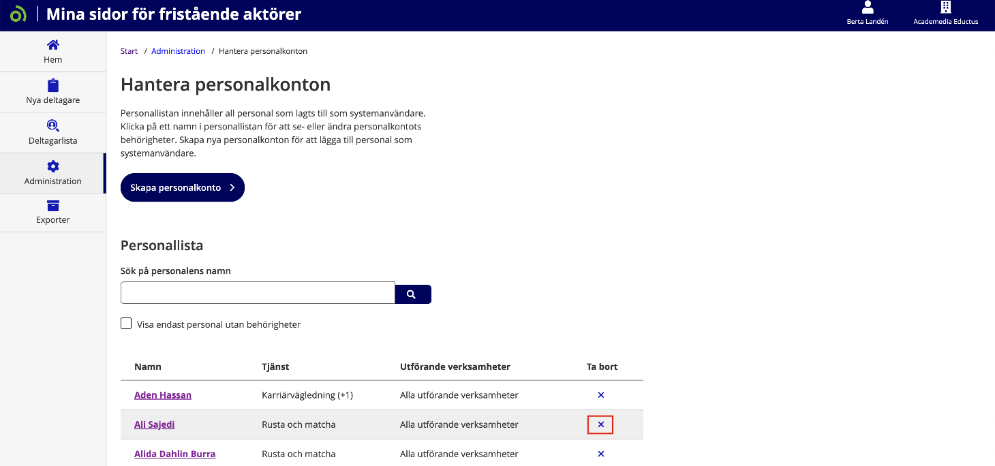 Mina sidor för fristående aktörer
Berta Landén
Academedia Eductus
Hem
Nya deltagare
Deltagarlista
Administration
Exporter
Start / Administration / Hantera personalkonton
Hantera personalkonton
Personallistan innehåller all personal som lagts till som systemanvändare.
Klicka på ett namn i personallistan för att se- eller ändra personalkontots
behörigheter. Skapa nya personalkonton för att lägga till personal som
systemanvändare.
Skapa personalkonto
Personallista
Sök på personalens namn
Visa endast personal utan behörigheter
Namn Tjänst Utförande verksamheter Ta bort
Aden Hassan Karriärvägledning (+1) Alla utförande verksamheter
Ali Sajedi Rusta och matcha Alla utförande verksamheter
Alida Dahlin Burra Rusta och matcha Alla utförande verksamheter